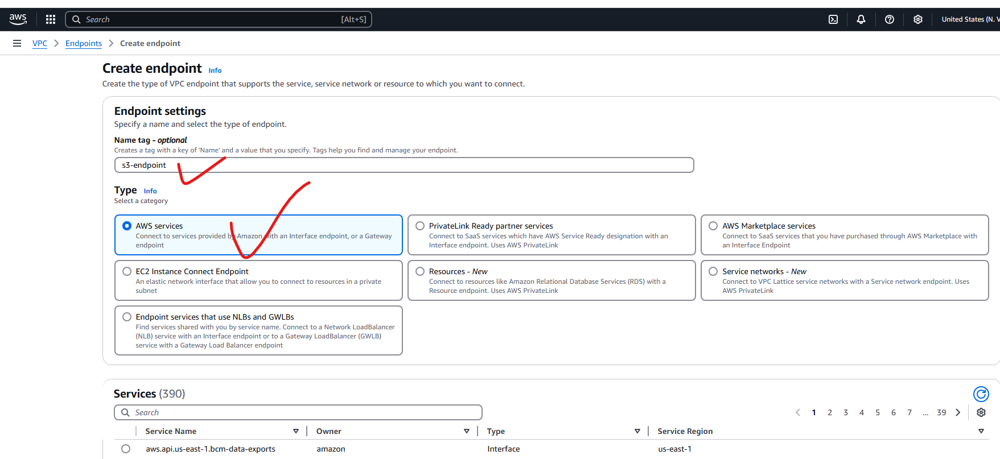 aws
Search
[Alt+S]
United States (N. V
VPC
Endpoints
Create endpoint
Create endpoint Info
Create the type of VPC endpoint that supports the service, service network or resource to which you want to connect.
Endpoint settings
Specify a name and select the type of endpoint.
Name tag - optional
Creates a tag with a key of 'Name' and a value that you specify. Tags help you find and manage your endpoint.
s3-endpoint
Type Info
Select a category
AWS services
Connect to services provided by Amazon with an Interface endpoint, or a Gateway
endpoint
PrivateLink Ready partner services
Connect to SaaS services which have AWS Service Ready designation with an
Interface endpoint. Uses AWS PrivateLink
AWS Marketplace services
Connect to SaaS services that you have purchased through AWS Marketplace with
an Interface Endpoint
EC2 Instance Connect Endpoint
An elastic network interface that allow you to connect to resources in a private
subnet
Resources - New
Connect to resources like Amazon Relational Database Services (RDS) with a
Resource endpoint. Uses AWS PrivateLink
Service networks - New
Connect to VPC Lattice service networks with a Service network endpoint. Uses
AWS PrivateLink
Endpoint services that use NLBs and GWLBs
Find services shared with you by service name. Connect to a Network LoadBalancer
(NLB) service with an Interface endpoint or to a Gateway LoadBalancer (GWLB)
service with a Gateway Load Balancer endpoint
Services (390)
Search
1 2 3 4 5 6 7 ... 39
Service Name Owner Type Service Region
aws.api.us-east-1.bcm-data-exports amazon Interface us-east-1